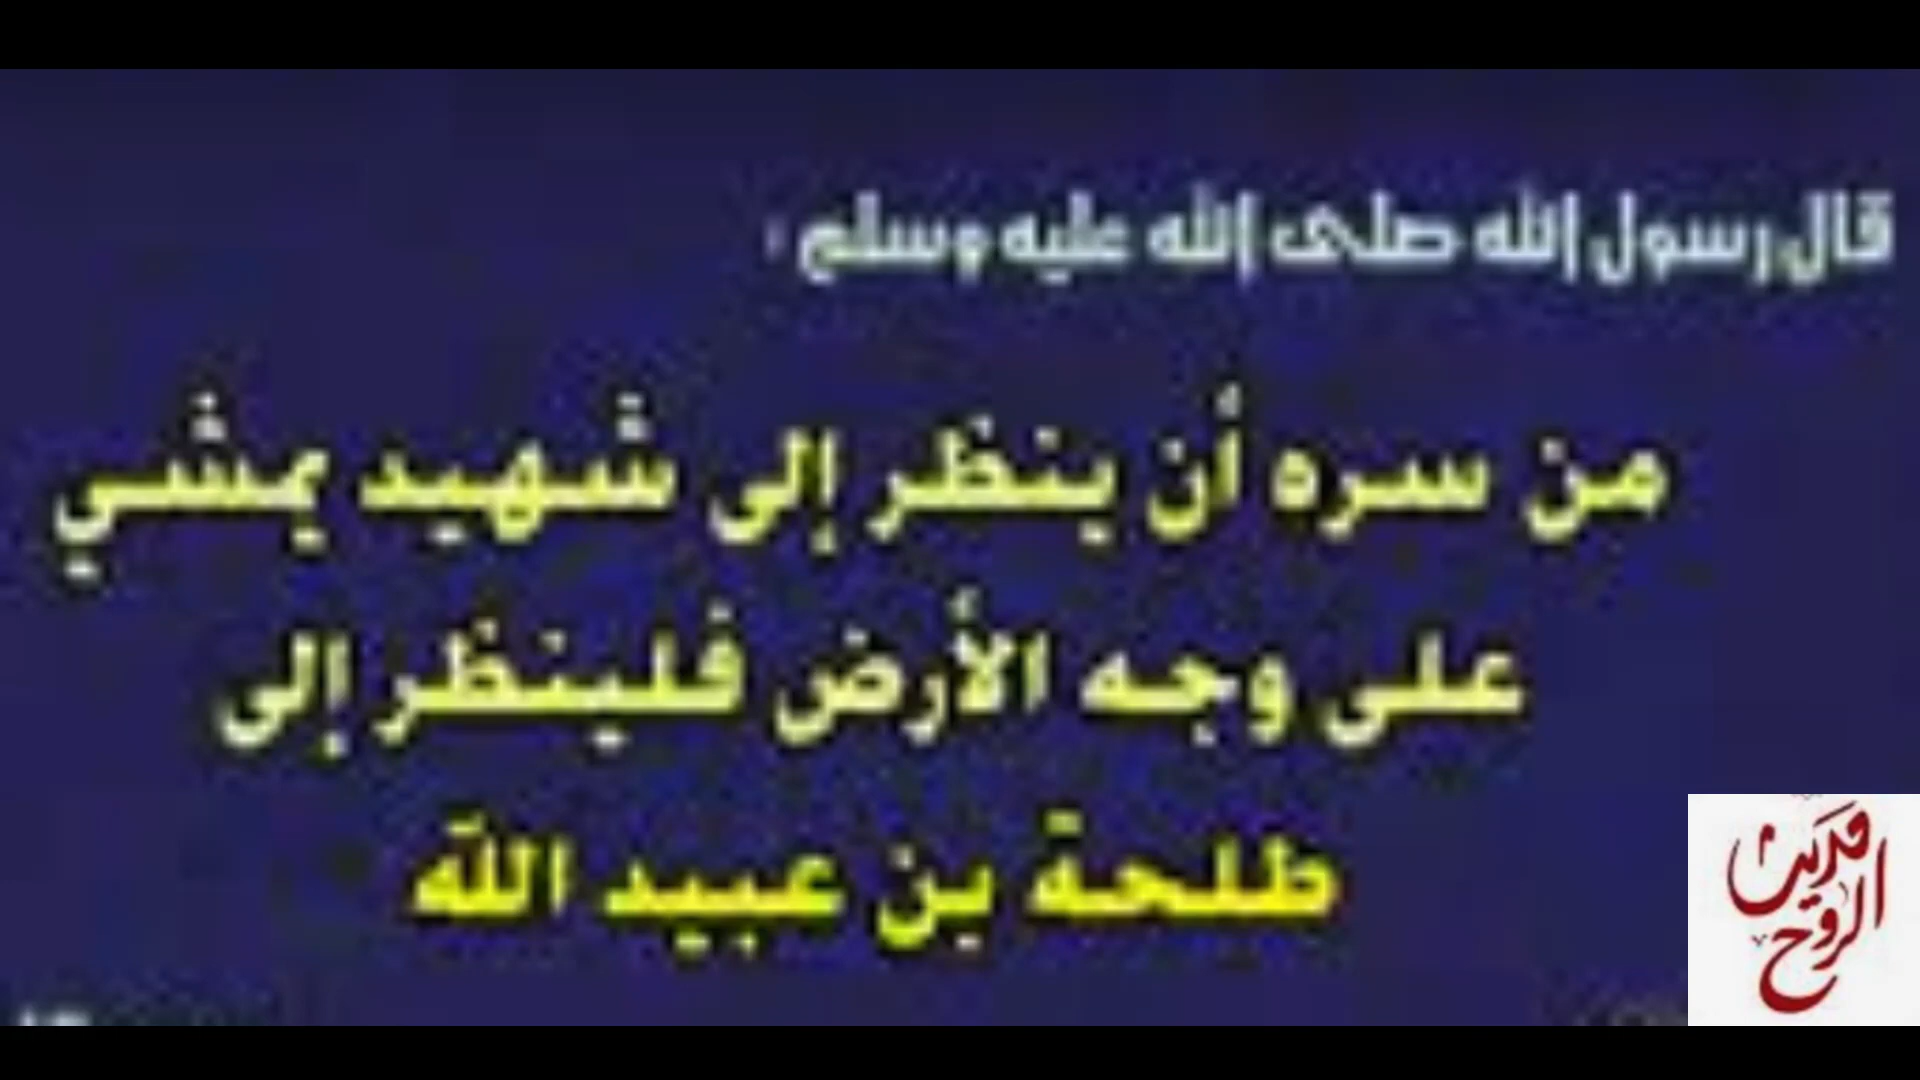 قال رسول الله صلى الله عليه وسلم :
من سره أن ينظر إلى شهيد يمشي
على وجه الأرض فلينظر إلى
طلحة بن عبيد الله
حديث
الروح